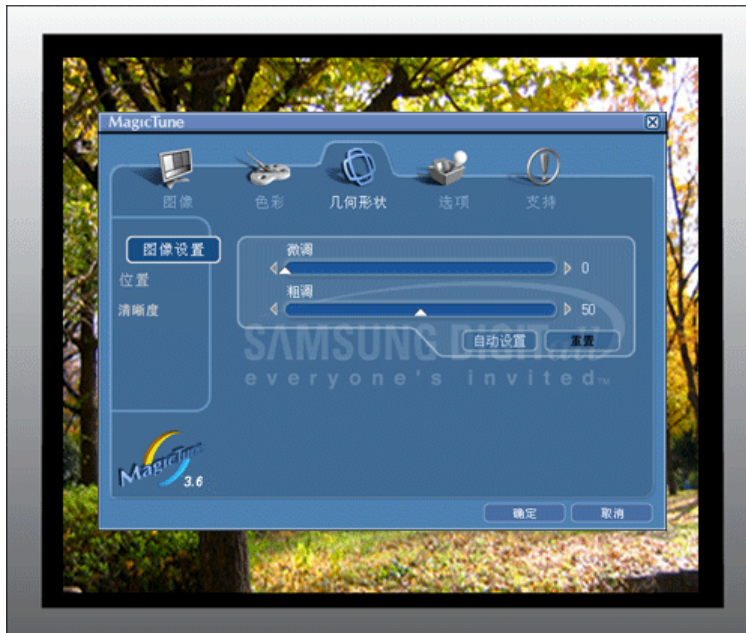 MagicTune
图像 色彩 几何形状 选项 支持
图像设置
位置
清晰度
微调
0
粗调
50
自动设置 重置
SAMSUNG DIGITall
everyone's invited™
MagicTune
3.6
确定 取消